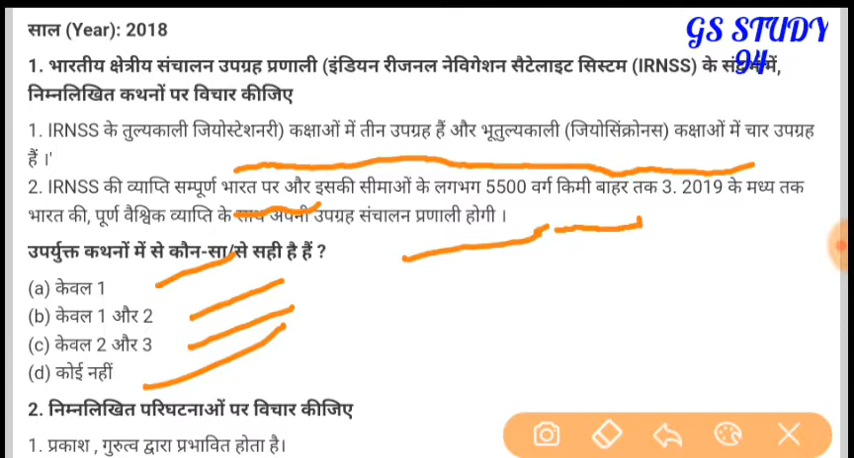 साल (Year): 2018
GS STUDY
94
1. भारतीय क्षेत्रीय संचालन उपग्रह प्रणाली (इंडियन रीजनल नेविगेशन सैटेलाइट सिस्टम (IRNSS) के संदर्भ में,
निम्नलिखित कथनों पर विचार कीजिए
1. IRNSS के तुल्यकाली जियोस्टेशनरी) कक्षाओं में तीन उपग्रह हैं और भूतुल्यकाली (जियोसिंक्रोनस) कक्षाओं में चार उपग्रह
हैं ।'
2. IRNSS की व्याप्ति सम्पूर्ण भारत पर और इसकी सीमाओं के लगभग 5500 वर्ग किमी बाहर तक 3. 2019 के मध्य तक
भारत की, पूर्ण वैश्विक व्याप्ति के साथ अपनी उपग्रह संचालन प्रणाली होगी ।
उपर्युक्त कथनों में से कौन-सा/से सही है हैं ?
(a) केवल 1
(b) केवल 1 और 2
(c) केवल 2 और 3
(d) कोई नहीं
2. निम्नलिखित परिघटनाओं पर विचार कीजिए
1. प्रकाश , गुरुत्व द्वारा प्रभावित होता है।